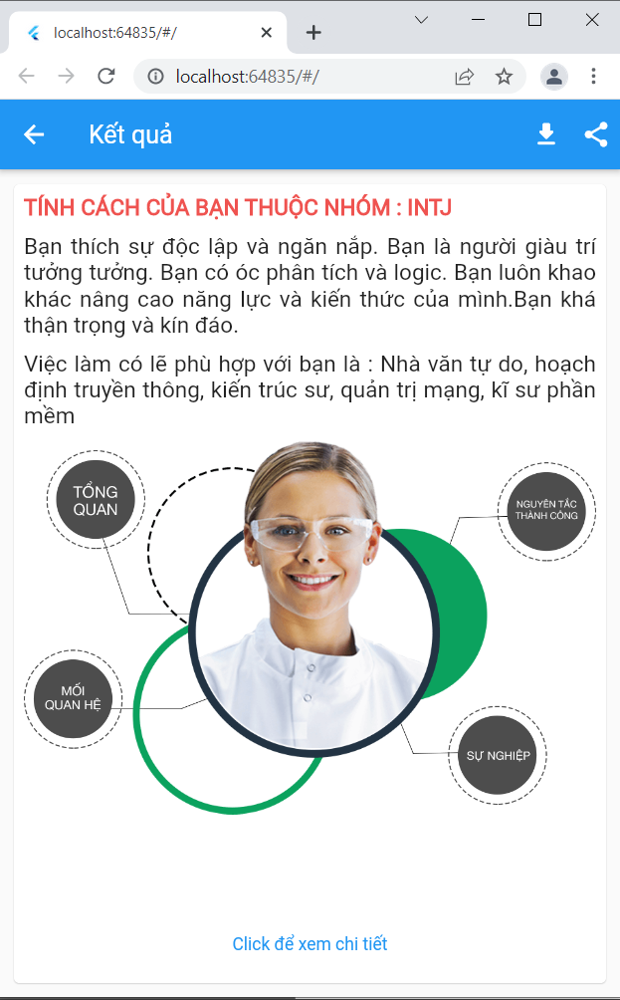 localhost:64835/#/
localhost:64835/#/
Kết quả
TÍNH CÁCH CỦA BẠN THUỘC NHÓM : INTJ
Bạn thích sự độc lập và ngăn nắp. Bạn là người giàu trí
tưởng tưởng. Bạn có óc phân tích và logic. Bạn luôn khao
khác nâng cao năng lực và kiến thức của mình.Bạn khá
thận trọng và kín đáo.
Việc làm có lẽ phù hợp với bạn là : Nhà văn tự do, hoạch
định truyền thông, kiến trúc sư, quản trị mạng, kĩ sư phần
mềm
TỔNG
QUAN
NGUYÊN TẮC
THÀNH CÔNG
MỐI
QUAN HỆ
SỰ NGHIỆP
Click để xem chi tiết